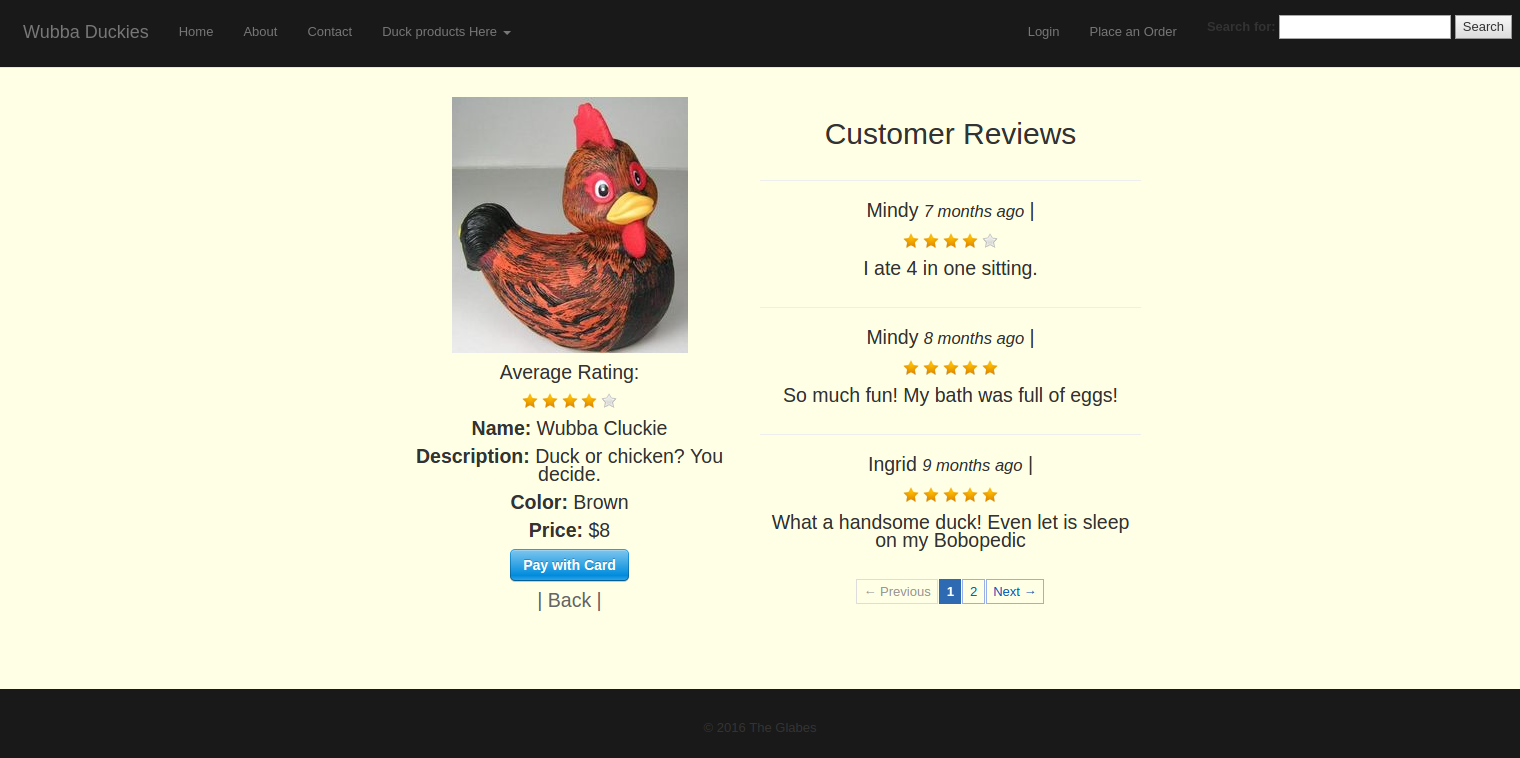 Wubba Duckies Home About Contact Duck products Here Login Place an Order Search for: Search
Average Rating:
Name: Wubba Cluckie
Description: Duck or chicken? You
decide.
Color: Brown
Price: $8
Pay with Card
| Back |
Customer Reviews
Mindy 7 months ago |
I ate 4 in one sitting.
Mindy 8 months ago |
So much fun! My bath was full of eggs!
Ingrid 9 months ago |
What a handsome duck! Even let is sleep
on my Bobopedic
← Previous 1 2 Next →
© 2016 The Glabes